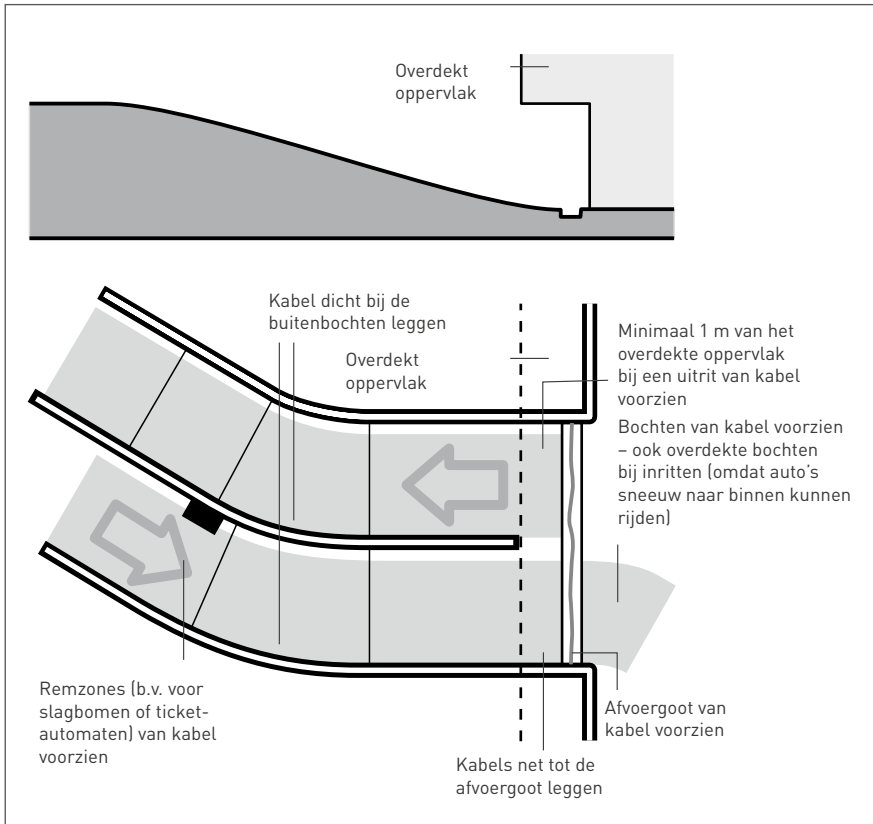 Overdekt
oppervlak
Kabel dicht bij de
buitenbochten leggen
Overdekt
oppervlak
Minimaal 1 m van het
overdekte oppervlak
bij een uitrit van kabel
voorzien
Bochten van kabel voorzien
– ook overdekte bochten
bij inritten (omdat auto's
sneeuw naar binnen kunnen
rijden)
Remzones (b.v. voor
slagbomen of ticket-
automaten) van kabel
voorzien
Afvoergoot van
kabel voorzien
Kabels net tot de
afvoergoot leggen